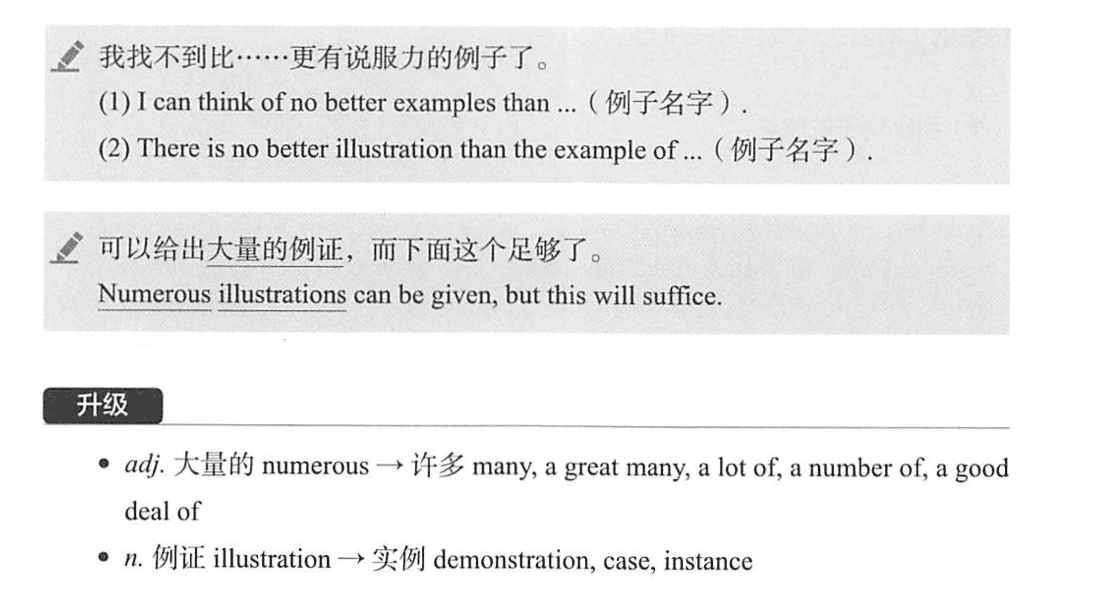 我找不到比……更有说服力的例子了。
(1) I can think of no better examples than ...（例子名字）.
(2) There is no better illustration than the example of ...（例子名字）.
可以给出大量的例证，而下面这个足够了。
Numerous illustrations can be given, but this will suffice.
升级
• adj. 大量的 numerous → 许多 many, a great many, a lot of, a number of, a good
deal of
• n. 例证 illustration → 实例 demonstration, case, instance